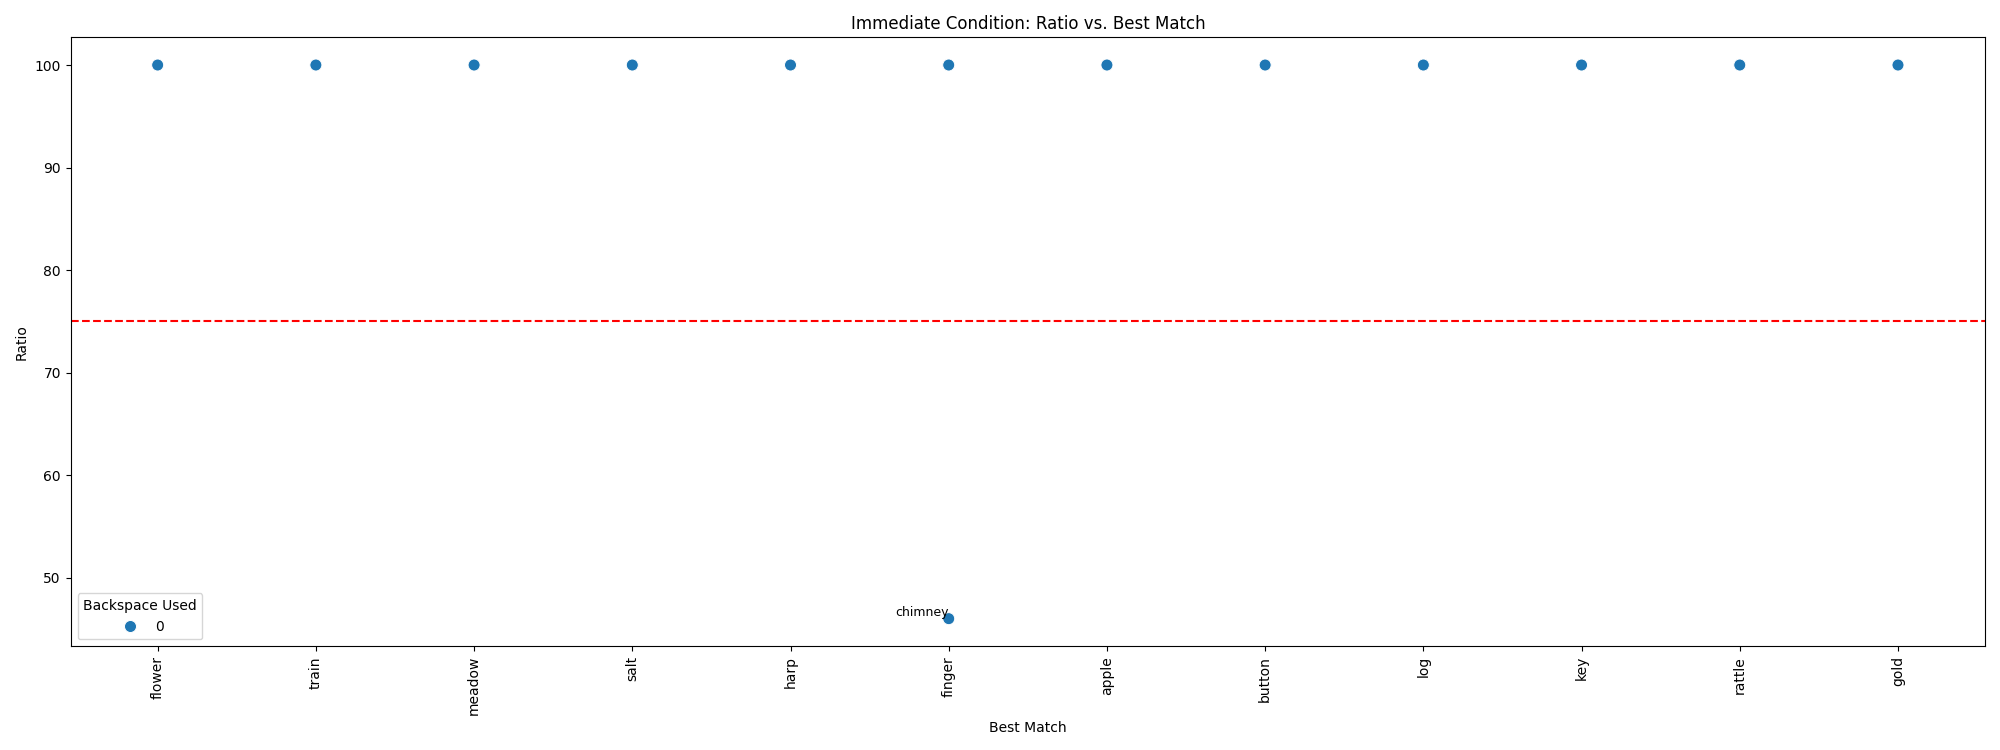 Immediate Condition: Ratio vs. Best Match
100
90
80
70
60
50
Ratio
chimney
Backspace Used
0
flower
train
meadow
salt
harp
finger
apple
button
log
key
rattle
gold
Best Match